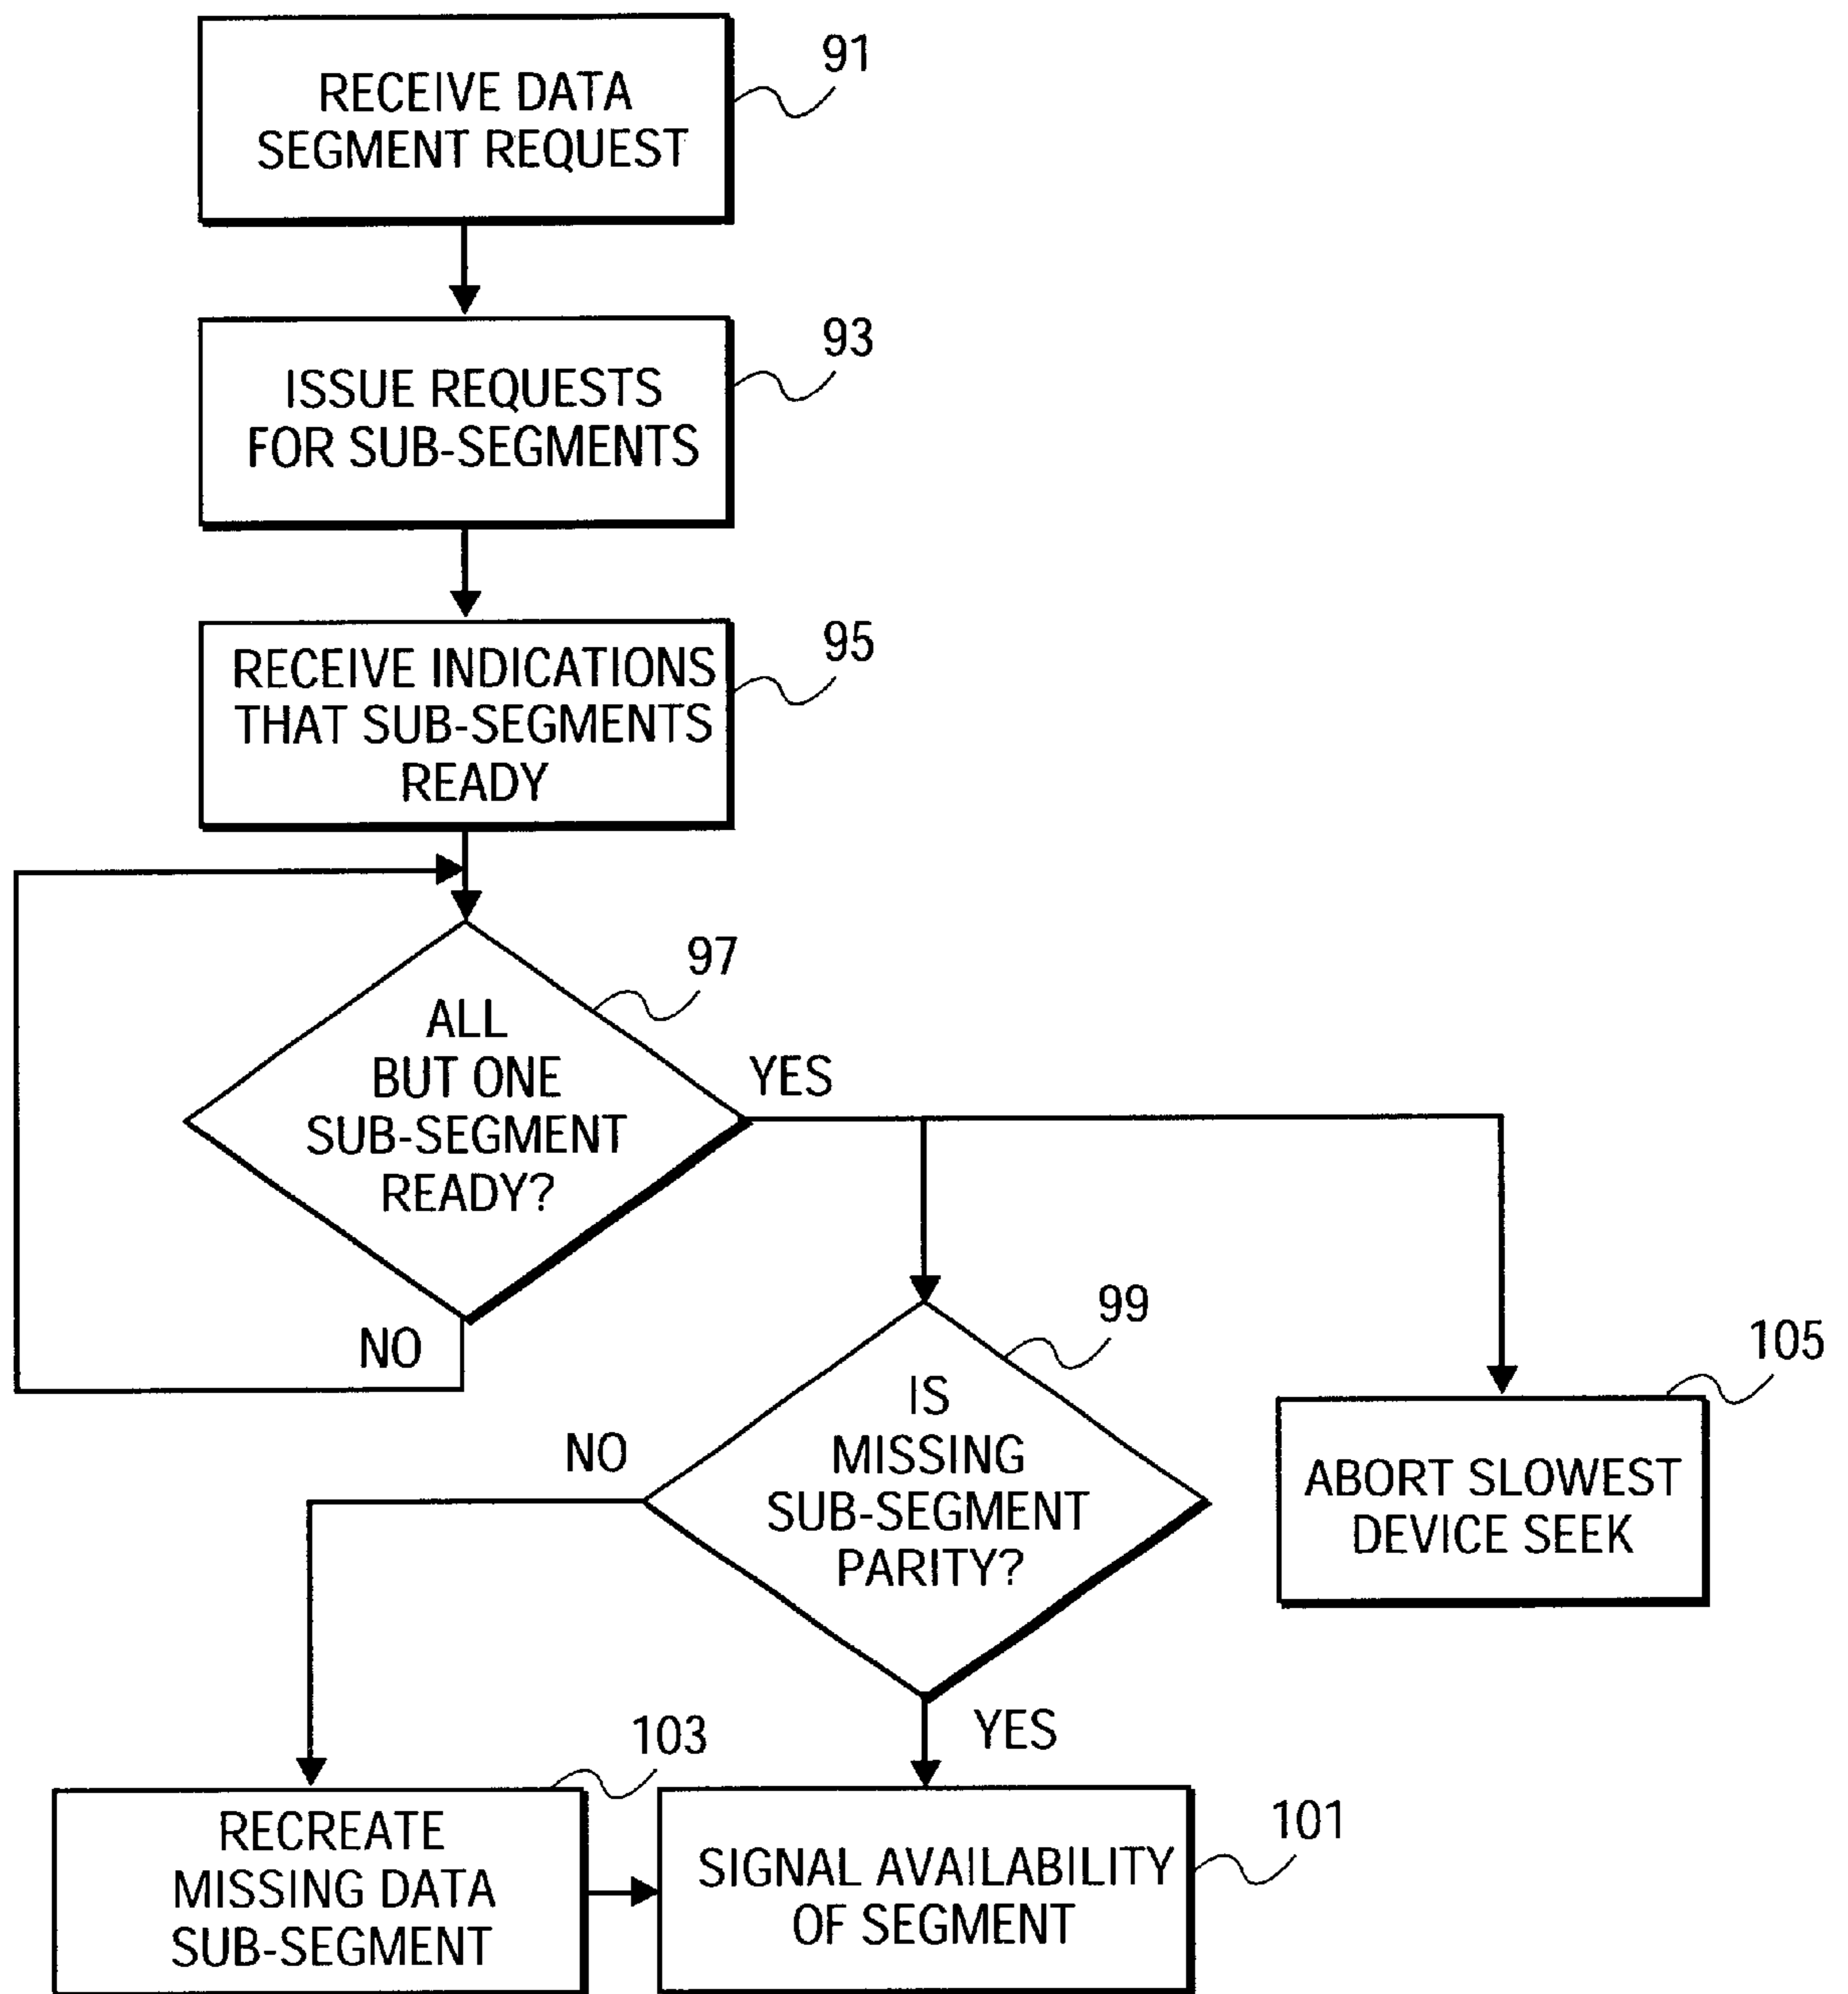 RECEIVE DATA
SEGMENT REQUEST
91
ISSUE REQUESTS
FOR SUB-SEGMENTS
93
RECEIVE INDICATIONS
THAT SUB-SEGMENTS
READY
95
ALL
BUT ONE
SUB-SEGMENT
READY?
97
YES
NO
IS
MISSING
SUB-SEGMENT
PARITY?
99
NO
YES
ABORT SLOWEST
DEVICE SEEK
105
RECREATE
MISSING DATA
SUB-SEGMENT
103
SIGNAL AVAILABILITY
OF SEGMENT
101